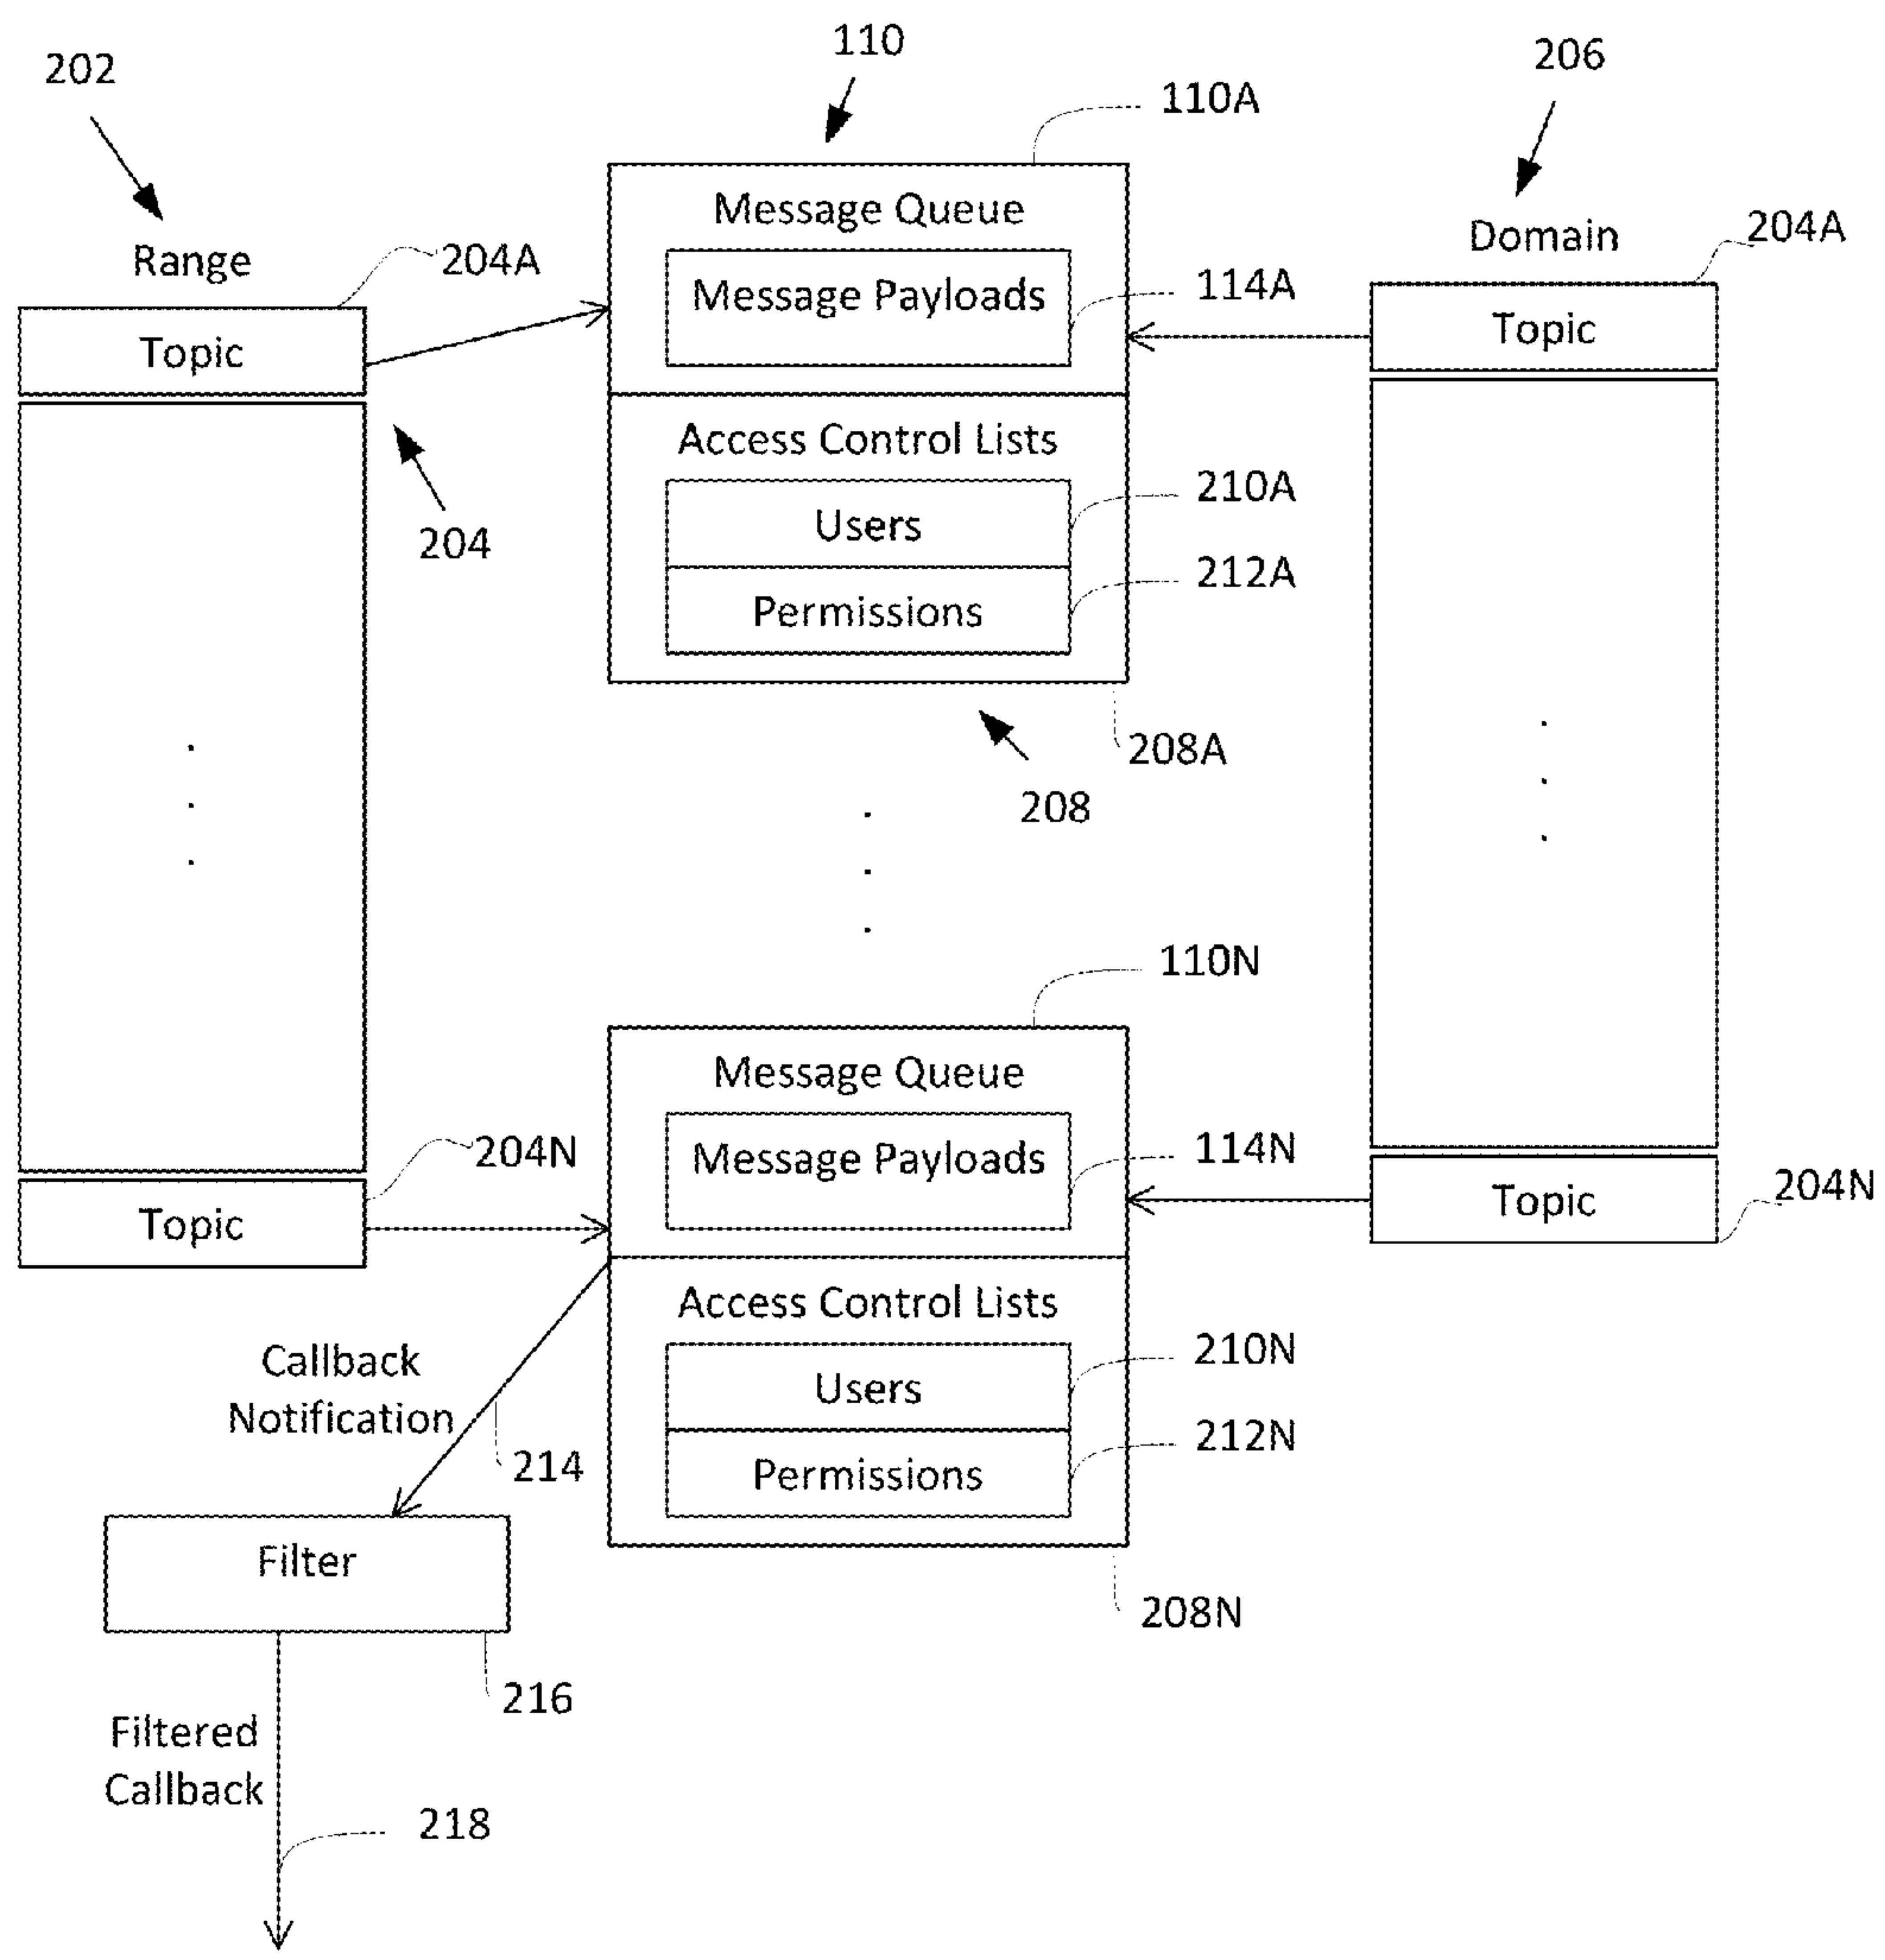 202
110
206
110A
Message Queue
204A
Domain
Range
204A
Message Payloads
114A
Topic
Topic
Access Control Lists
210A
Users
204
212A
Permissions
208A
208
110N
Message Queue
204N
Message Payloads
114N
204N
Topic
Topic
Access Control Lists
Callback
Notification
210N
Users
212N
214
Permissions
Filter
208N
216
Filtered
Callback
218